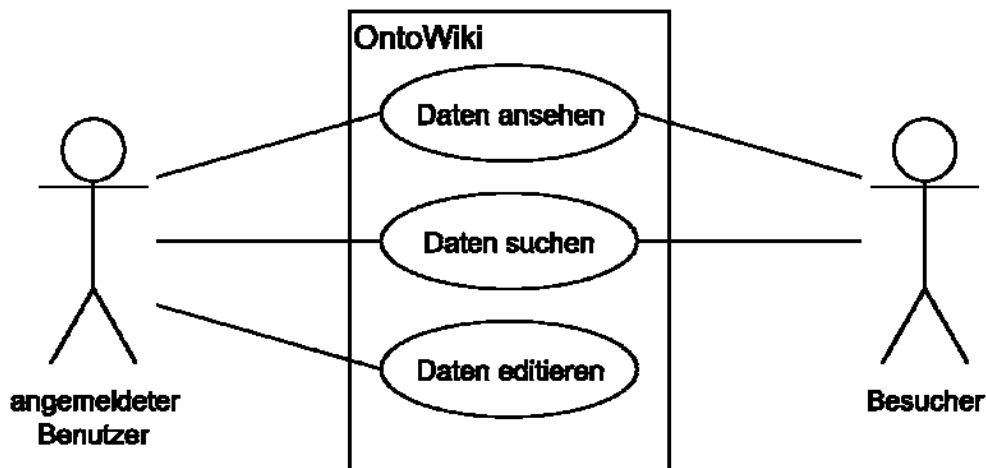 OntoWiki
Daten ansehen
Daten suchen
Daten editieren
angemeldeter
Benutzer
Besucher